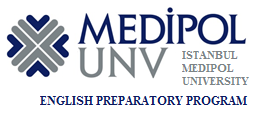 MEDİPOL
UNV
ISTANBUL
MEDIPOL
UNIVERSITY
ENGLISH PREPARATORY PROGRAM